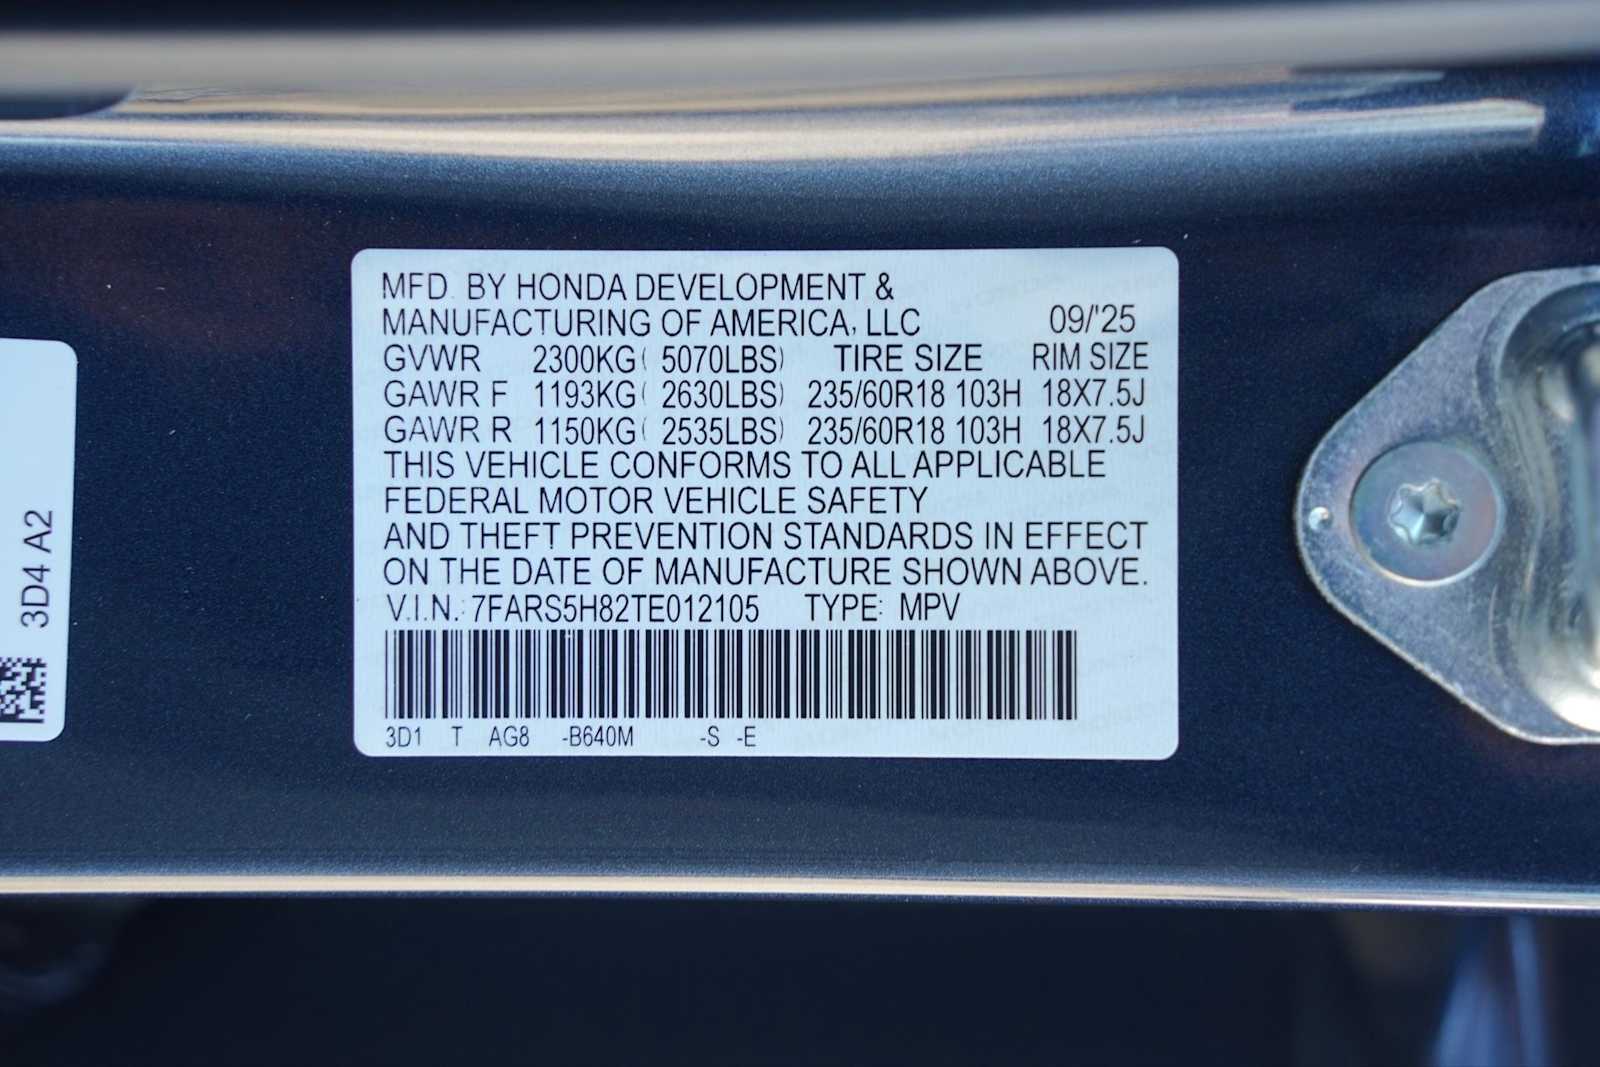 MFD. BY HONDA DEVELOPMENT &
MANUFACTURING OF AMERICA, LLC 09/'25
GVWR 2300KG( 5070LBS) TIRE SIZE RIM SIZE
GAWR F 1193KG( 2630LBS) 235/60R18 103H 18X7.5J
GAWR R 1150KG( 2535LBS) 235/60R18 103H 18X7.5J
THIS VEHICLE CONFORMS TO ALL APPLICABLE
FEDERAL MOTOR VEHICLE SAFETY
AND THEFT PREVENTION STANDARDS IN EFFECT
ON THE DATE OF MANUFACTURE SHOWN ABOVE.
V.I.N.: 7FARS5H82TE012105 TYPE: MPV
3D1 T AG8 -B640M -S -E
3D4 A2